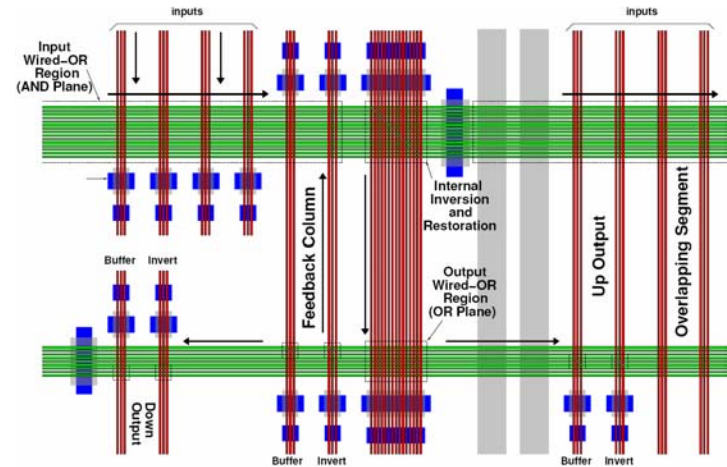 inputs
inputs
Input
Wired-OR
Region
(AND Plane)
Internal
Inversion
and
Restoration
Feedback Column
Up Output
Overlapping Segment
Buffer
Invert
Output
Wired-OR
Region
(OR Plane)
Down
Output
Buffer
Invert
Buffer
Invert